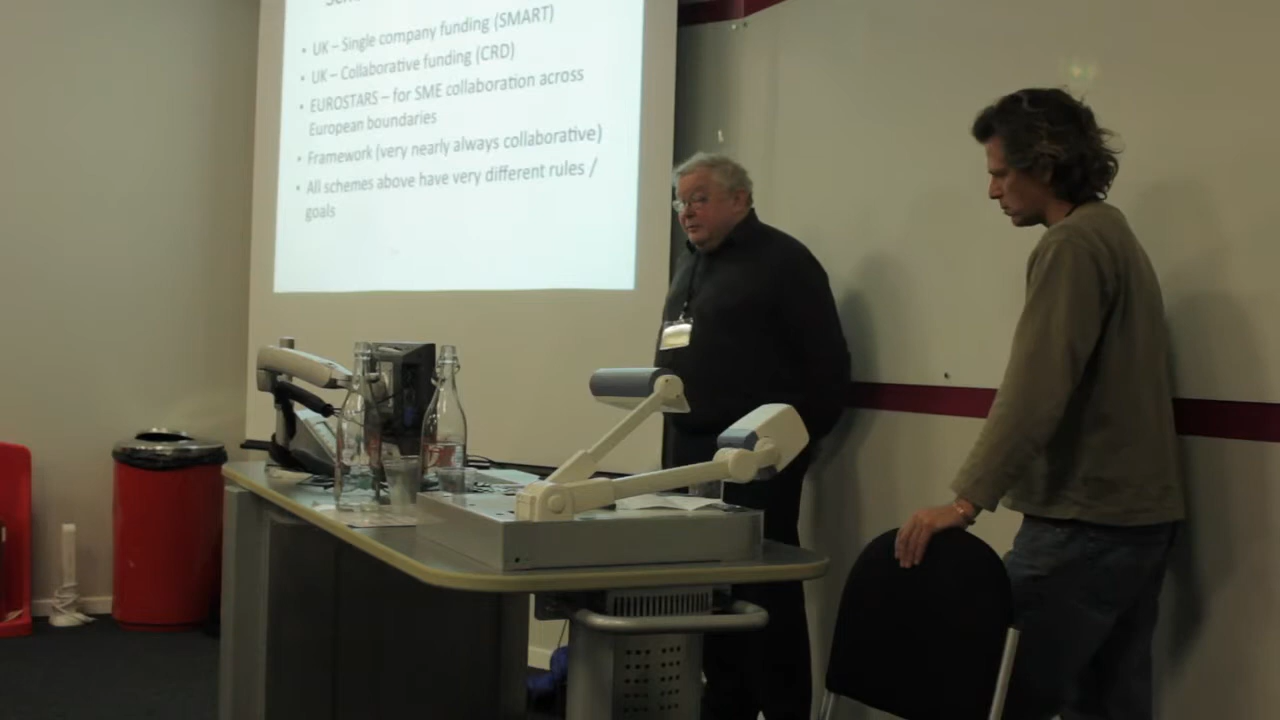 • UK – Single company funding (SMART)
• UK – Collaborative funding (CRD)
• EUROSTARS – for SME collaboration across
European boundaries
• Framework (very nearly always collaborative)
• All schemes above have very different rules /
goals